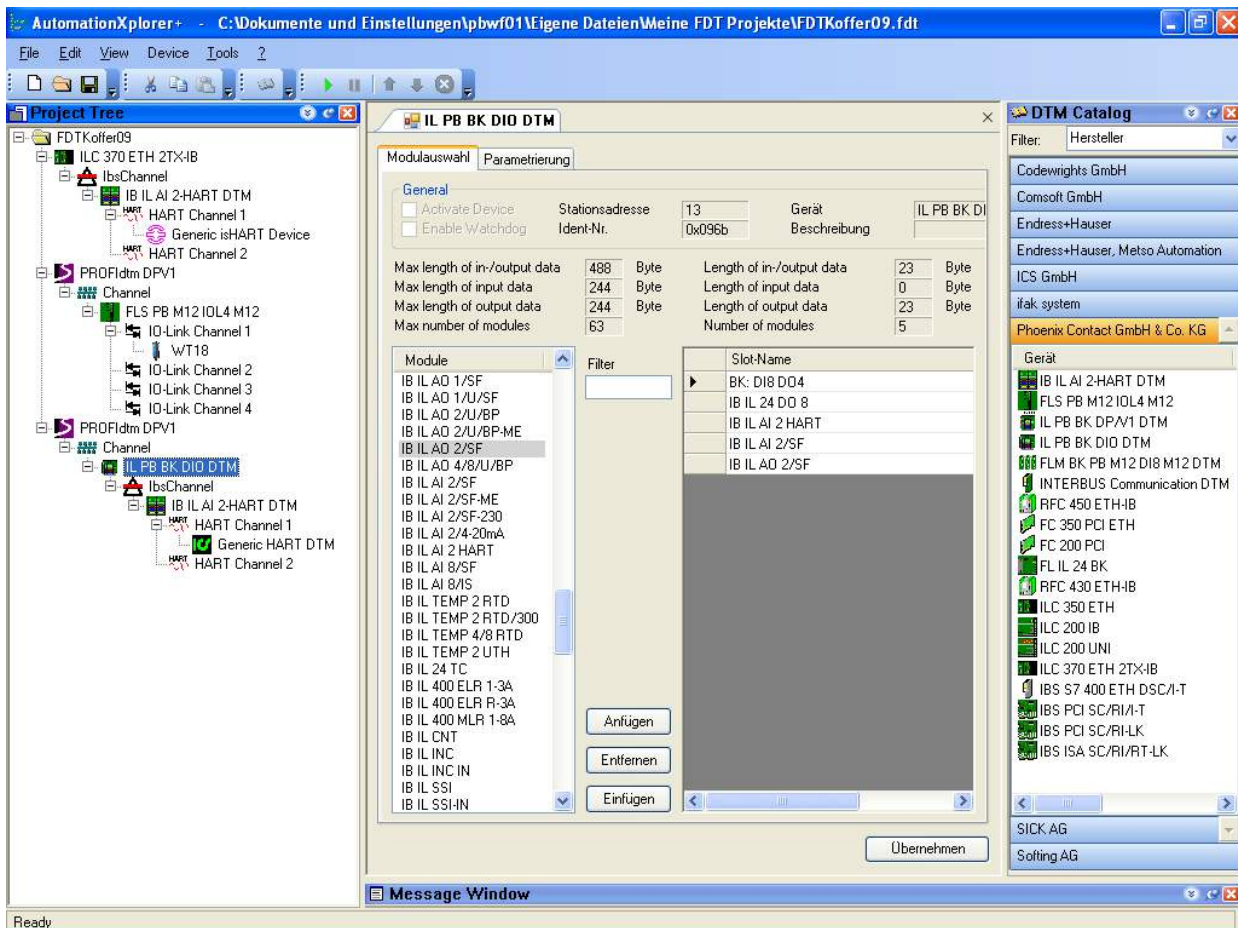 AutomationXplorer+ - C:\Dokumente und Einstellungen\pbwf01\Eigene Dateien\Meine FDT Projekte\FDTKoffer09.fdt
File Edit View Device Tools ?
Project Tree
FDTKoffer09
ILC 370 ETH 2TX-IB
IbsChannel
IB IL AI 2-HART DTM
HART Channel 1
Generic isHART Device
HART Channel 2
PROFIdtm DPV1
Channel
FLS PB M12 IOL4 M12
IO-Link Channel 1
WT18
IO-Link Channel 2
IO-Link Channel 3
IO-Link Channel 4
PROFIdtm DPV1
Channel
IL PB BK DIO DTM
IbsChannel
IB IL AI 2-HART DTM
HART Channel 1
Generic HART DTM
HART Channel 2
IL PB BK DIO DTM
Modulauswahl Parametrierung
General
Activate Device Stationsadresse 13 Gerät IL PB BK DI
Enable Watchdog Ident-Nr. 0x096b Beschreibung
Max length of in-/output data 488 Byte Length of in-/output data 23 Byte
Max length of input data 244 Byte Length of input data 0 Byte
Max length of output data 244 Byte Length of output data 23 Byte
Max number of modules 63 Number of modules 5
Module
IB IL AO 1/SF
IB IL AO 1/U/SF
IB IL AO 2/U/BP
IB IL AO 2/U/BP-ME
IB IL AO 2/SF
IB IL AO 4/8/U/BP
IB IL AI 2/SF
IB IL AI 2/SF-ME
IB IL AI 2/SF-230
IB IL AI 2/4-20mA
IB IL AI 2 HART
IB IL AI 8/SF
IB IL AI 8/IS
IB IL TEMP 2 RTD
IB IL TEMP 2 RTD/300
IB IL TEMP 4/8 RTD
IB IL TEMP 2 UTH
IB IL 24 TC
IB IL 400 ELR 1-3A
IB IL 400 ELR R-3A
IB IL 400 MLR 1-8A
IB IL CNT
IB IL INC
IB IL INC IN
IB IL SSI
IB IL SSI-IN
Filter
Anfügen
Entfernen
Einfügen
Slot-Name
BK: DI8 DO4
IB IL 24 DO 8
IB IL AI 2 HART
IB IL AI 2/SF
IB IL AO 2/SF
Übernehmen
DTM Catalog
Filter: Hersteller
Codewrights GmbH
Comsoft GmbH
Endress+Hauser
Endress+Hauser, Metso Automation
ICS GmbH
ifak system
Phoenix Contact GmbH & Co. KG
Gerät
IB IL AI 2-HART DTM
FLS PB M12 IOL4 M12
IL PB BK DP/V1 DTM
IL PB BK DIO DTM
FLM BK PB M12 DI8 M12 DTM
INTERBUS Communication DTM
RFC 450 ETH-IB
FC 350 PCI ETH
FC 200 PCI
FL IL 24 BK
RFC 430 ETH-IB
ILC 350 ETH
ILC 200 IB
ILC 200 UNI
ILC 370 ETH 2TX-IB
IBS S7 400 ETH DSC/I-T
IBS PCI SC/RI/I-T
IBS PCI SC/RI-LK
IBS ISA SC/RI/RT-LK
SICK AG
Softing AG
Message Window
Ready